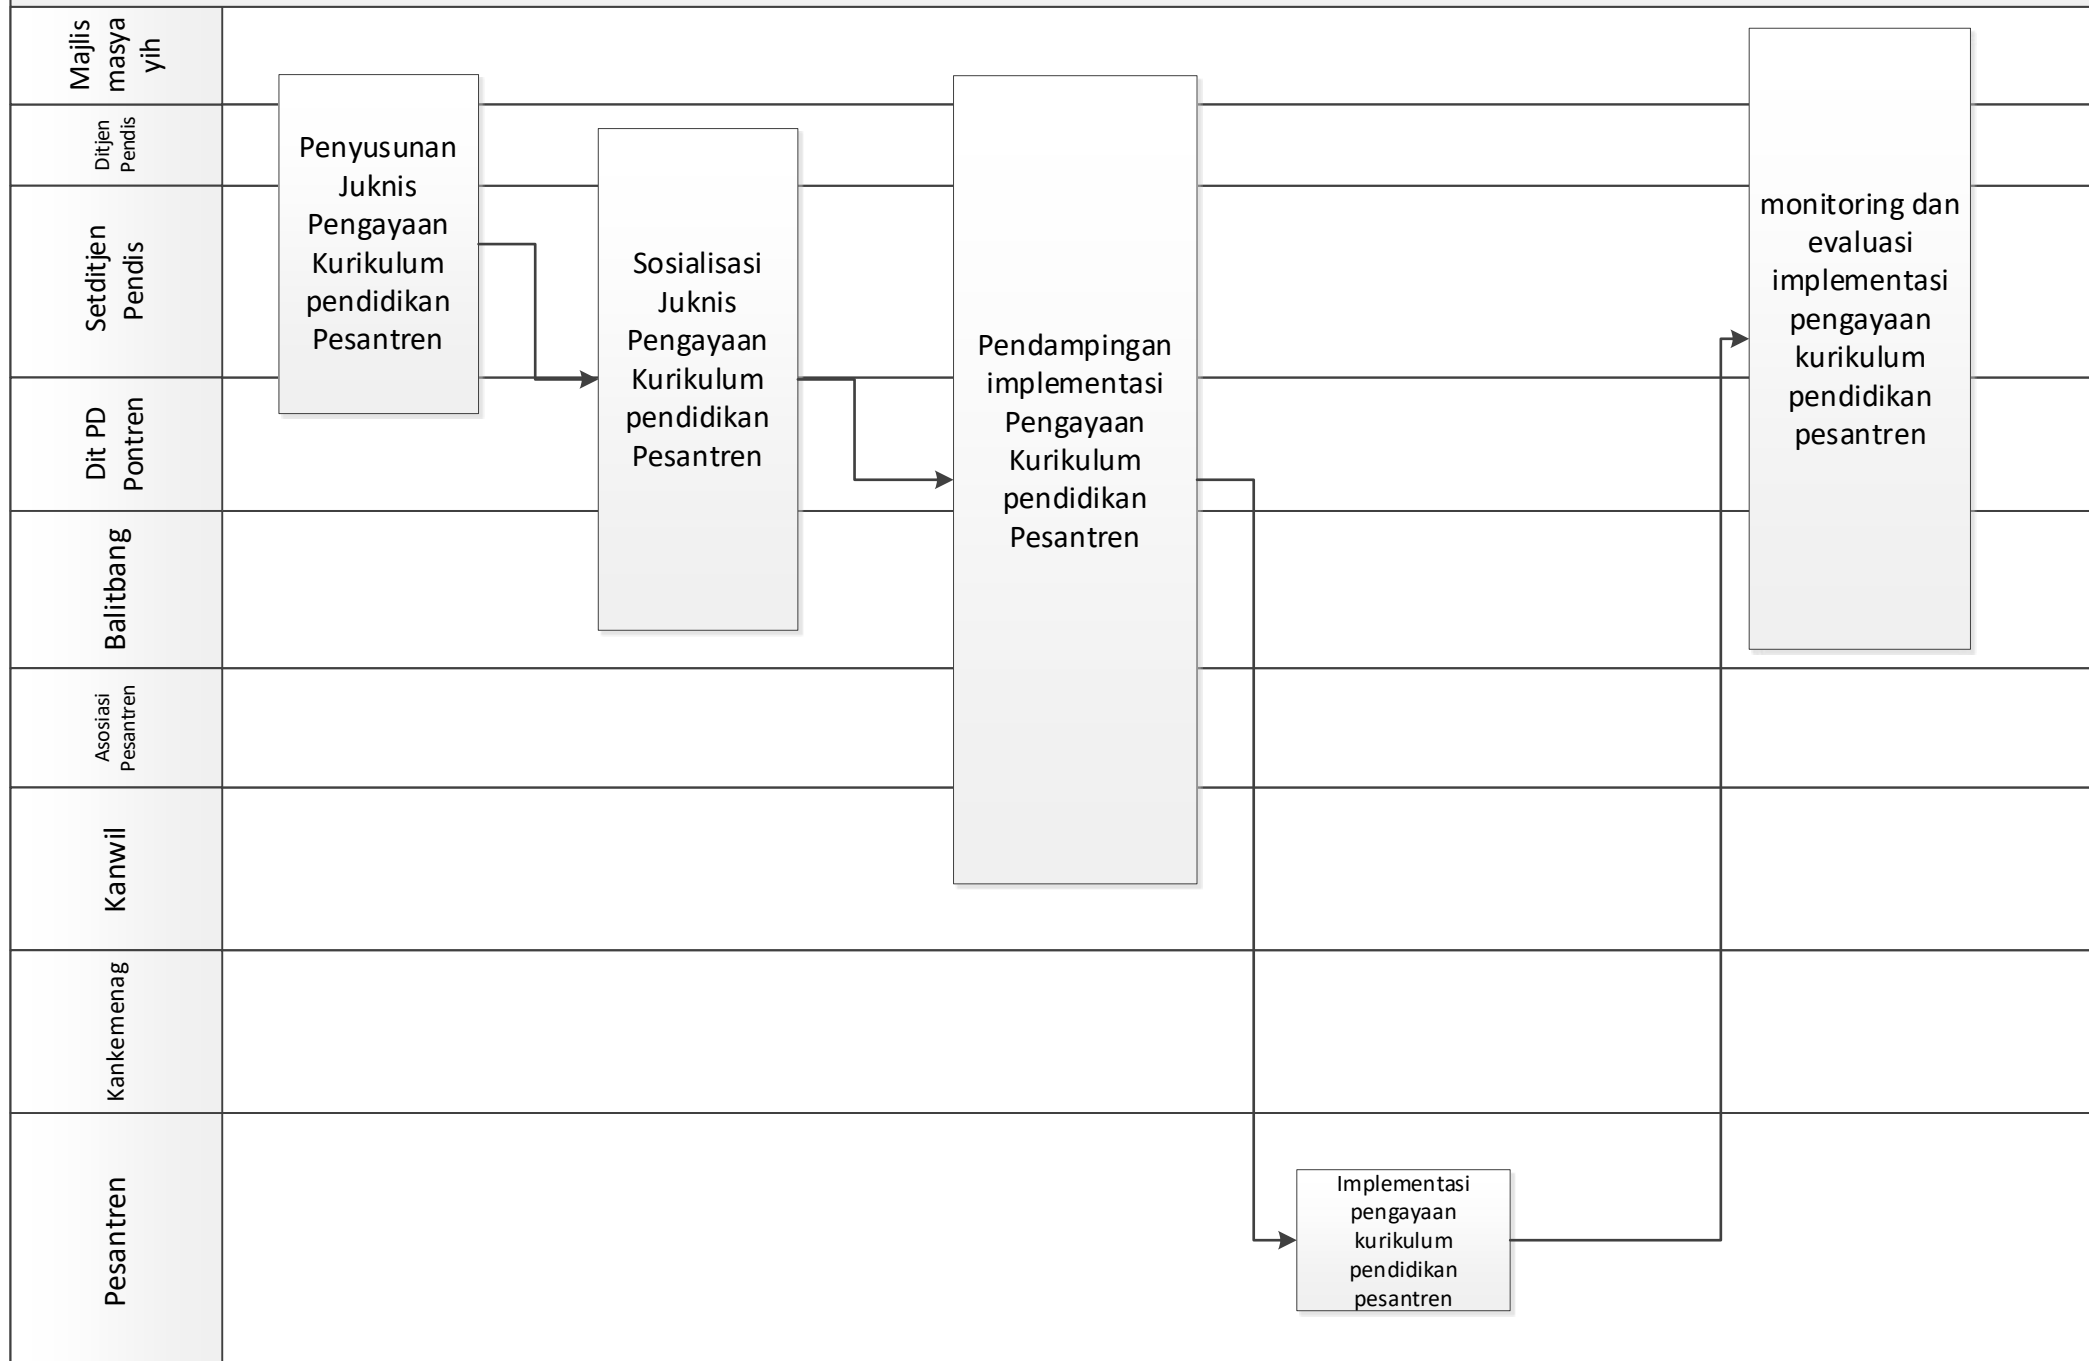 Majlis
masya
yih
Ditjen
Pendis
Setditjen
Pendis
Dit PD
Pontren
Balitbang
Asosiasi
Pesantren
Kanwil
Kankemenag
Pesantren
Penyusunan
Juknis
Pengayaan
Kurikulum
pendidikan
Pesantren
Sosialisasi
Juknis
Pengayaan
Kurikulum
pendidikan
Pesantren
Pendampingan
implementasi
Pengayaan
Kurikulum
pendidikan
Pesantren
Implementasi
pengayaan
kurikulum
pendidikan
pesantren
monitoring dan
evaluasi
implementasi
pengayaan
kurikulum
pendidikan
pesantren